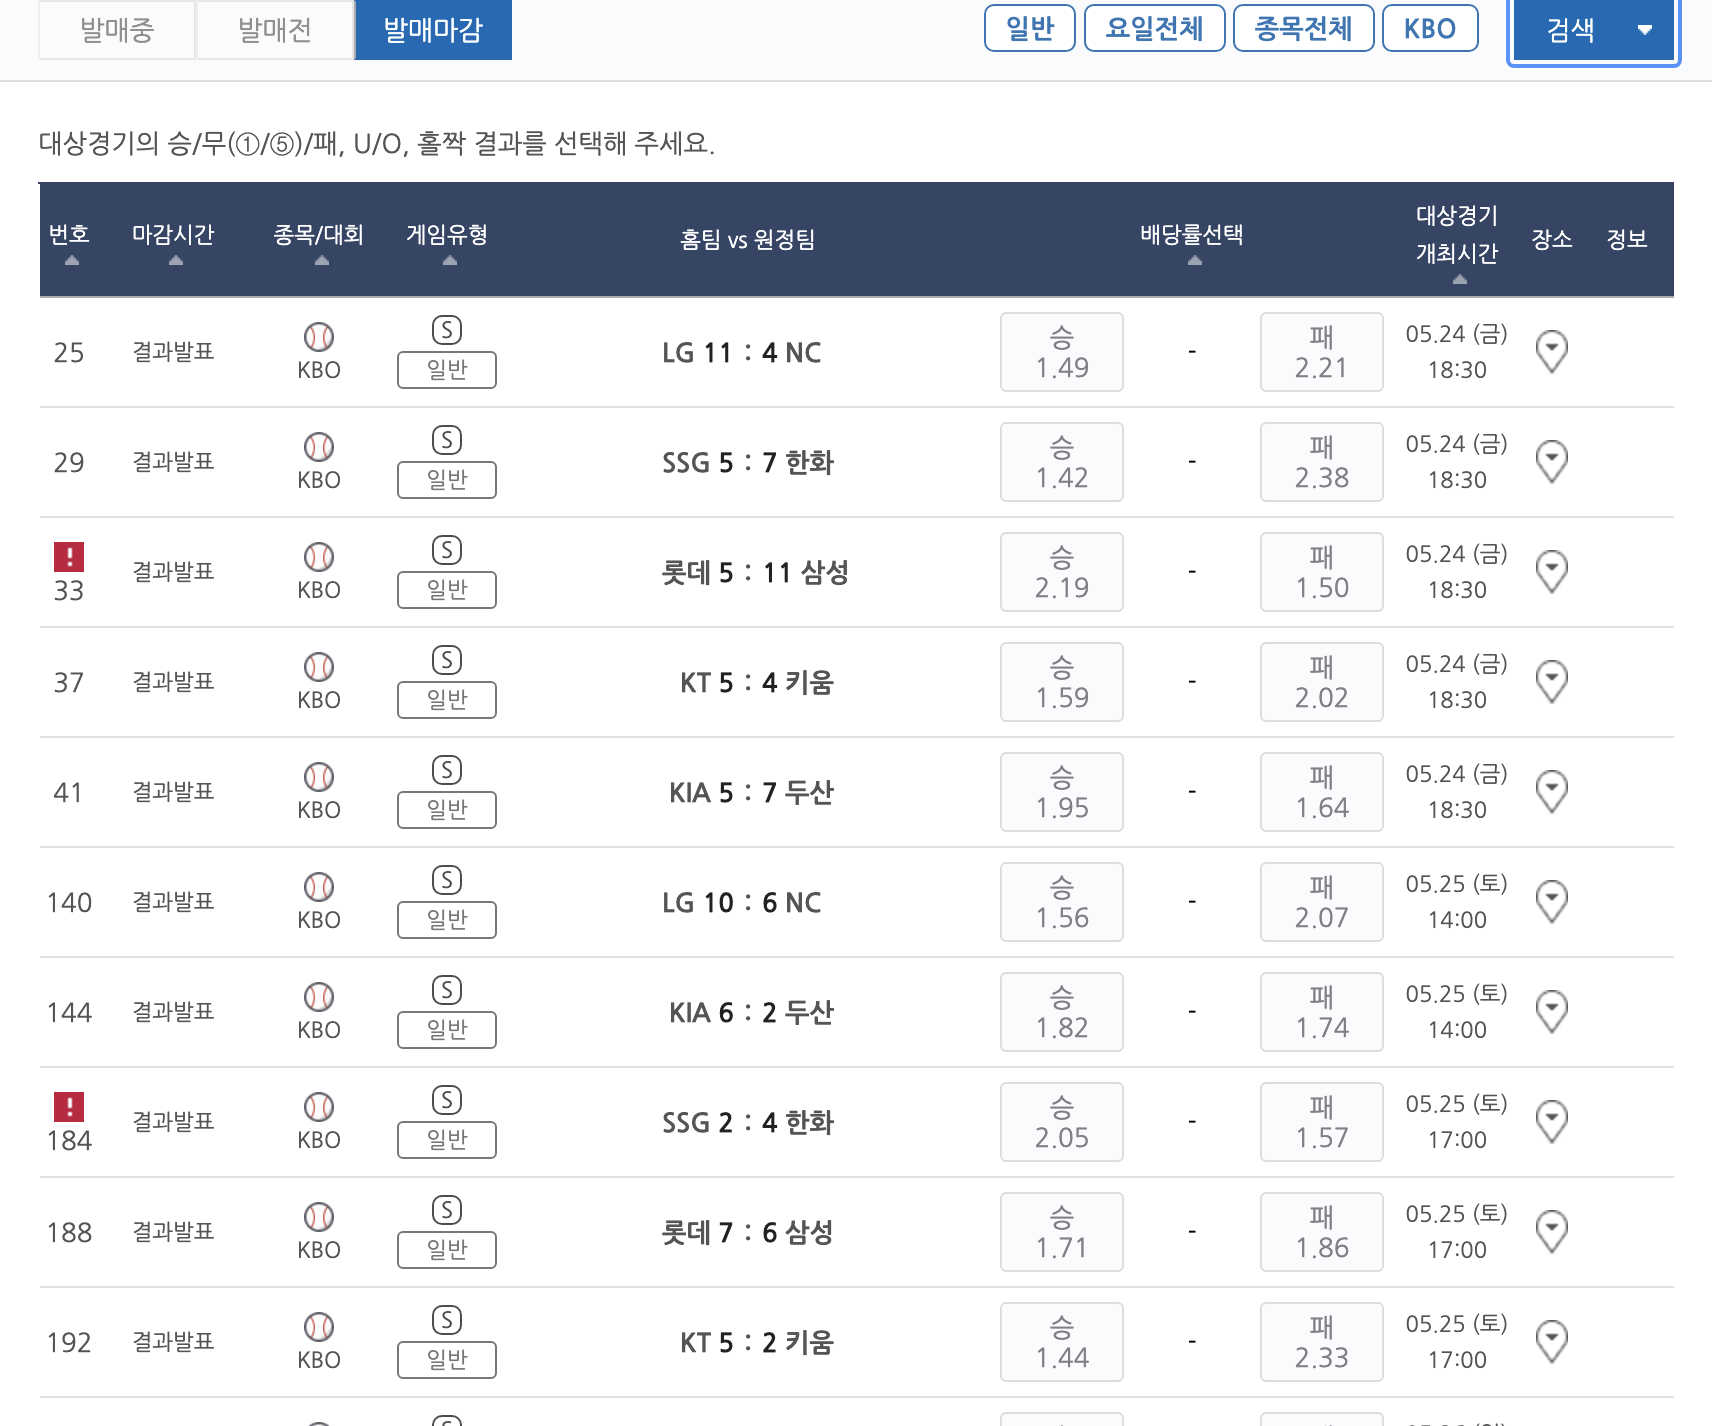 발매중 발매전 발매마감 일반 요일전체 종목전체 KBO 검색
대상경기의 승/무(①/⑤)/패, U/O, 홀짝 결과를 선택해 주세요.
번호 마감시간 종목/대회 게임유형 홈팀 vs 원정팀 배당률선택 대상경기 개최시간 장소 정보
25 결과발표 KBO S 일반 LG 11 : 4 NC 승 1.49 - 패 2.21 05.24 (금) 18:30
29 결과발표 KBO S 일반 SSG 5 : 7 한화 승 1.42 - 패 2.38 05.24 (금) 18:30
! 33 결과발표 KBO S 일반 롯데 5 : 11 삼성 승 2.19 - 패 1.50 05.24 (금) 18:30
37 결과발표 KBO S 일반 KT 5 : 4 키움 승 1.59 - 패 2.02 05.24 (금) 18:30
41 결과발표 KBO S 일반 KIA 5 : 7 두산 승 1.95 - 패 1.64 05.24 (금) 18:30
140 결과발표 KBO S 일반 LG 10 : 6 NC 승 1.56 - 패 2.07 05.25 (토) 14:00
144 결과발표 KBO S 일반 KIA 6 : 2 두산 승 1.82 - 패 1.74 05.25 (토) 14:00
! 184 결과발표 KBO S 일반 SSG 2 : 4 한화 승 2.05 - 패 1.57 05.25 (토) 17:00
188 결과발표 KBO S 일반 롯데 7 : 6 삼성 승 1.71 - 패 1.86 05.25 (토) 17:00
192 결과발표 KBO S 일반 KT 5 : 2 키움 승 1.44 - 패 2.33 05.25 (토) 17:00